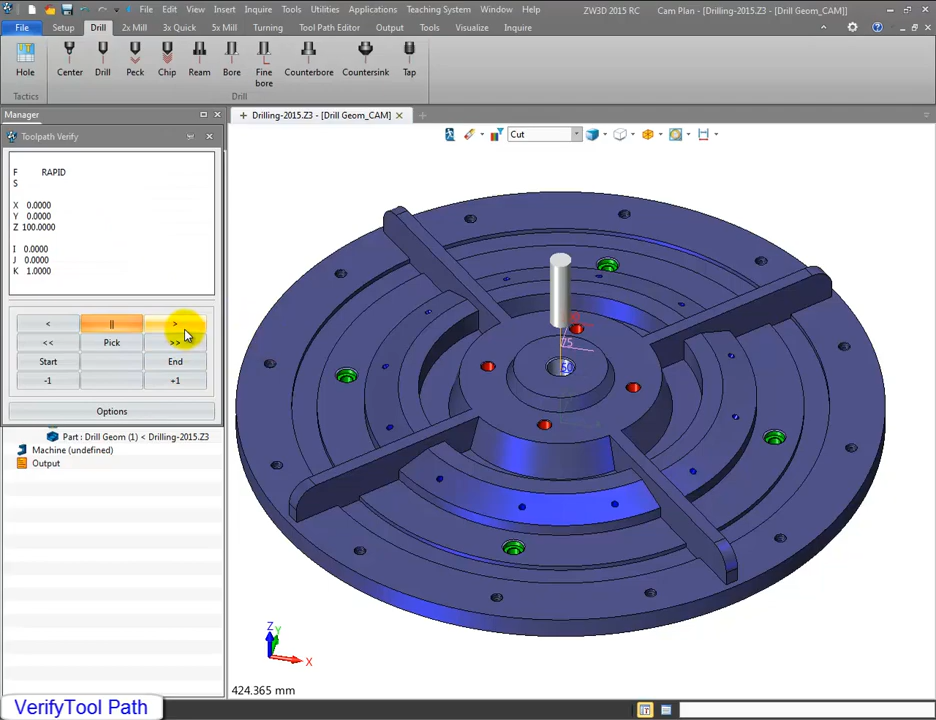 File Edit View Insert Inquire Tools Utilities Applications Teaching System Window Help ZW3D 2015 RC Cam Plan - [Drilling-2015.Z3 - [Drill Geom_CAM]]
File Setup Drill 2x Mill 3x Quick 5x Mill Turning Tool Path Editor Output Tools Visualize Inquire
Hole Center Drill Peck Chip Ream Bore Fine bore Counterbore Countersink Tap
Tactics Drill
Manager
Drilling-2015.Z3 - [Drill Geom_CAM]
Toolpath Verify
Cut
F RAPID
S
X 0.0000
Y 0.0000
Z 100.0000
I 0.0000
J 0.0000
K 1.0000
< || >
<< Pick >>
Start End
-1 +1
Options
Part : Drill Geom (1) < Drilling-2015.Z3
Machine (undefined)
Output
75
50
Z
Y
X
424.365 mm
VerifyTool Path